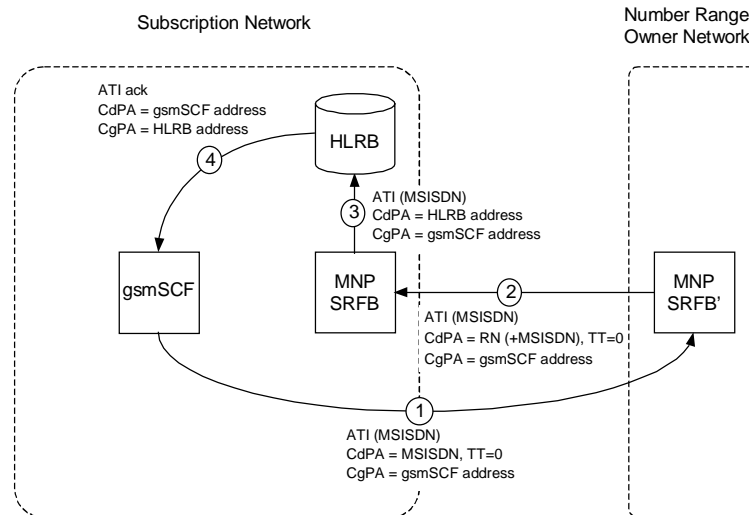 Subscription Network
Number Range
Owner Network
ATI ack
CdPA = gsmSCF address
CgPA = HLRB address
4
HLRB
3
ATI (MSISDN)
CdPA = HLRB address
CgPA = gsmSCF address
gsmSCF
MNP
SRFB
2
MNP
SRFB'
ATI (MSISDN)
CdPA = RN (+MSISDN), TT=0
CgPA = gsmSCF address
1
ATI (MSISDN)
CdPA = MSISDN, TT=0
CgPA = gsmSCF address